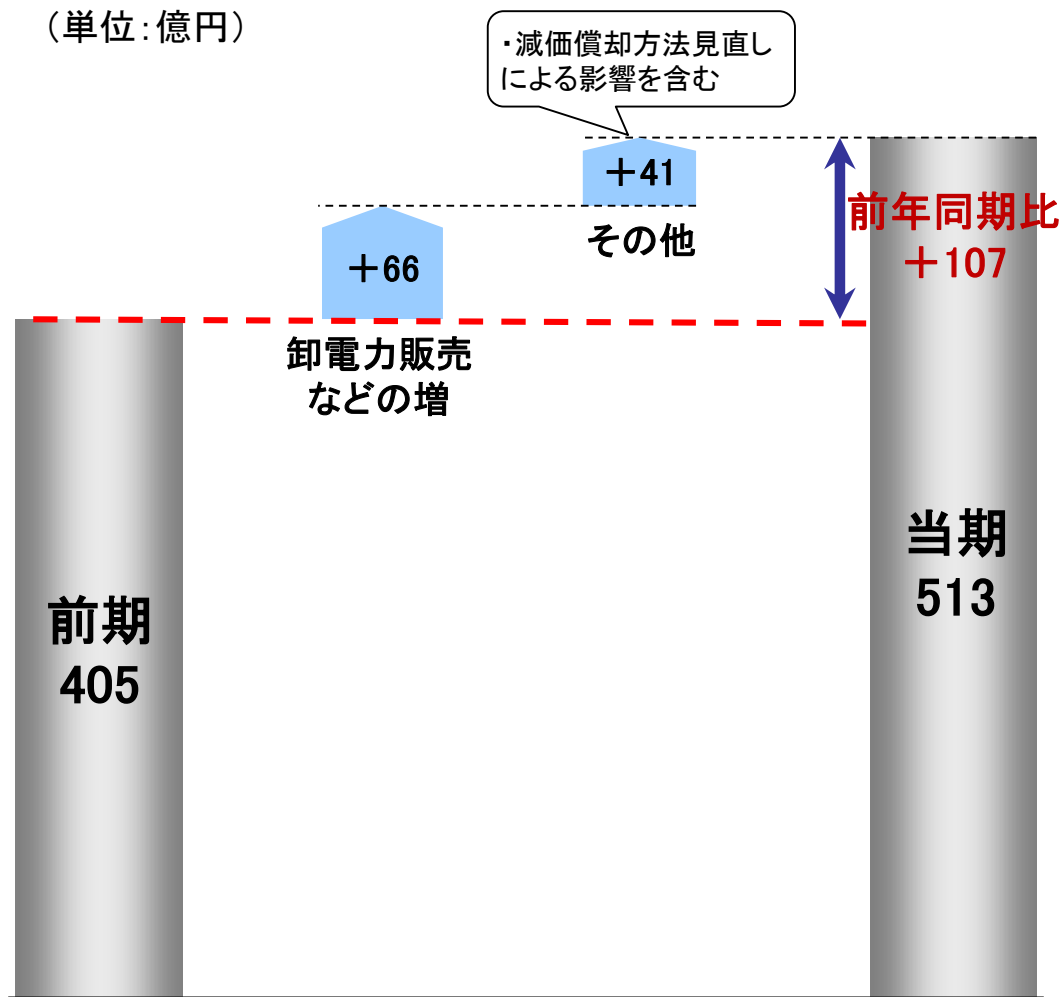 （単位：億円）
・減価償却方法見直し
による影響を含む
＋41
その他
前年同期比
＋107
＋66
卸電力販売
などの増
当期
513
前期
405